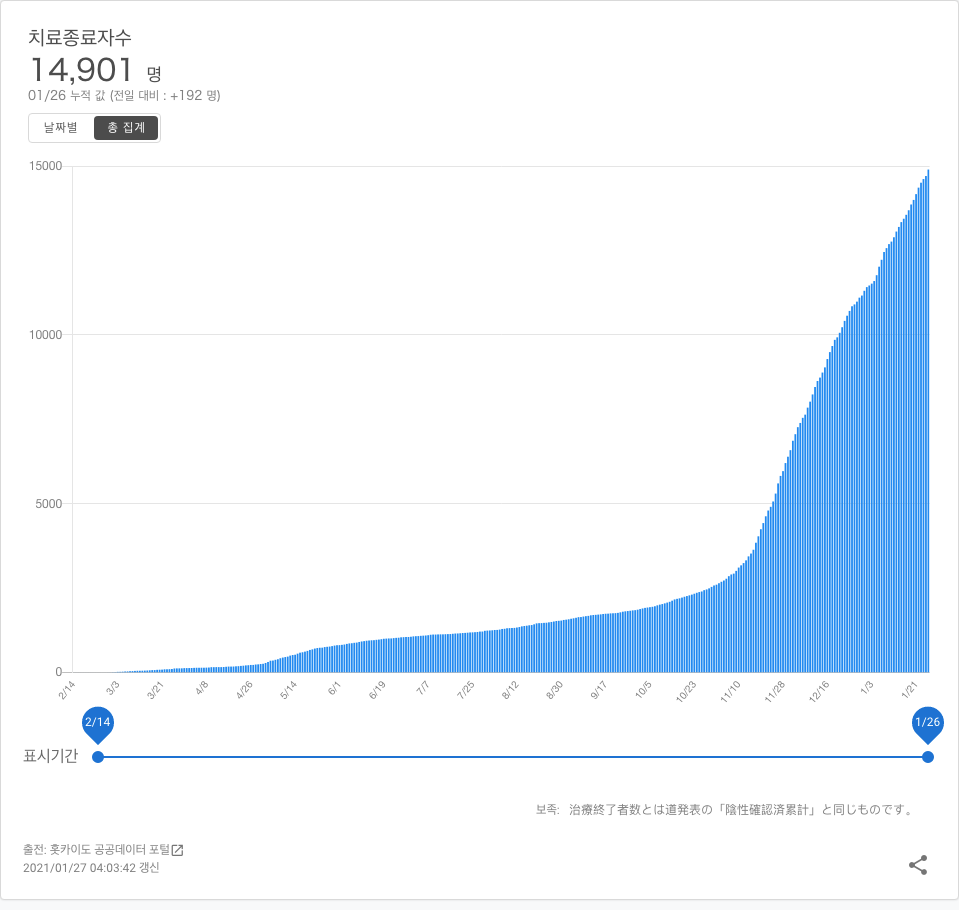 치료종료자수
14,901 명
01/26 누적 값 (전일 대비 : +192 명)
날짜별 총 집계
15000
10000
5000
0
2/14 3/3 3/21 4/8 4/26 5/14 6/1 6/19 7/7 7/25 8/12 8/30 9/17 10/5 10/23 11/10 11/28 12/16 1/3 1/21
2/14 1/26
표시기간
보족: 治療終了者数とは道発表の「陰性確認済累計」と同じものです。
출전: 홋카이도 공공데이터 포털
2021/01/27 04:03:42 갱신